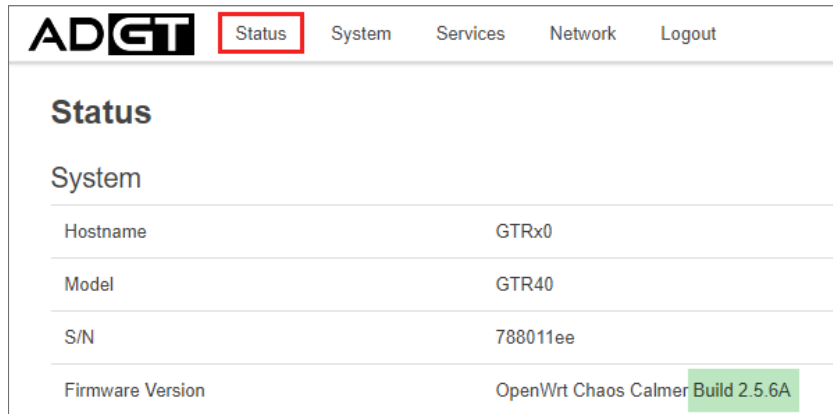 ADGT Status System Services Network Logout
Status
System
Hostname GTRx0
Model GTR40
S/N 788011ee
Firmware Version OpenWrt Chaos Calmer Build 2.5.6A